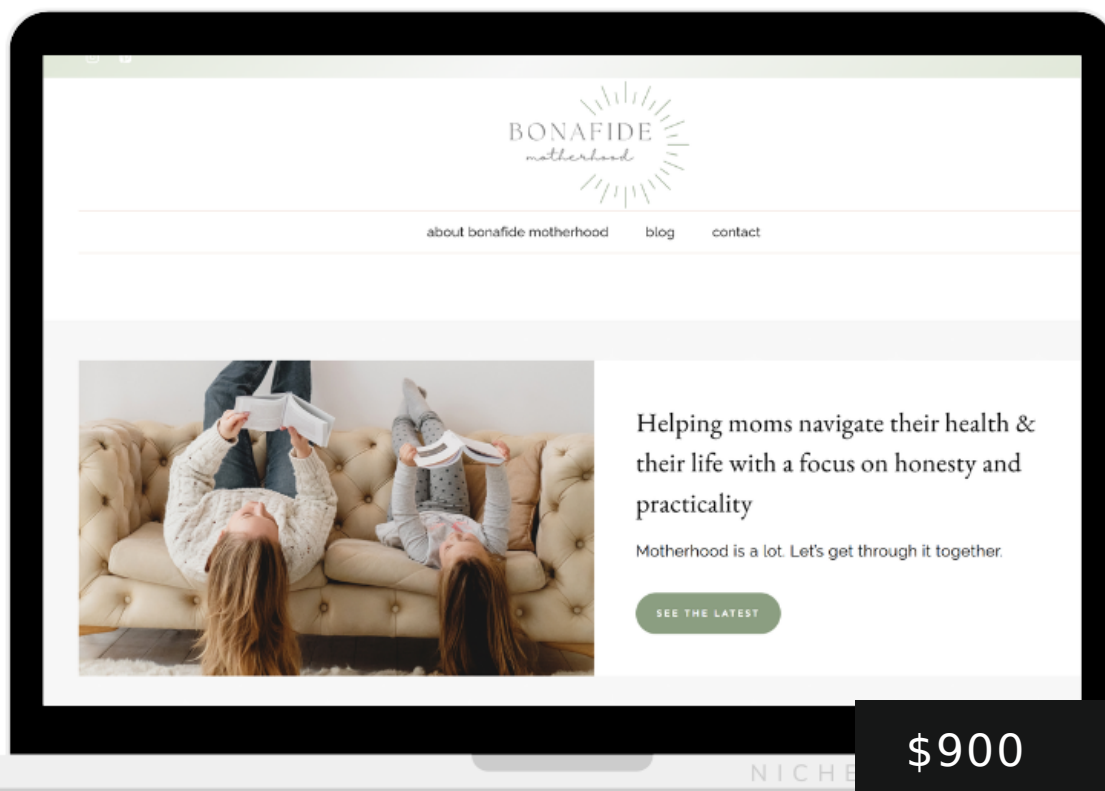 BONAFIDE
motherhood
about bonafide motherhood blog contact
Helping moms navigate their health &
their life with a focus on honesty and
practicality
Motherhood is a lot. Let's get through it together.
SEE THE LATEST
NICHE
$900